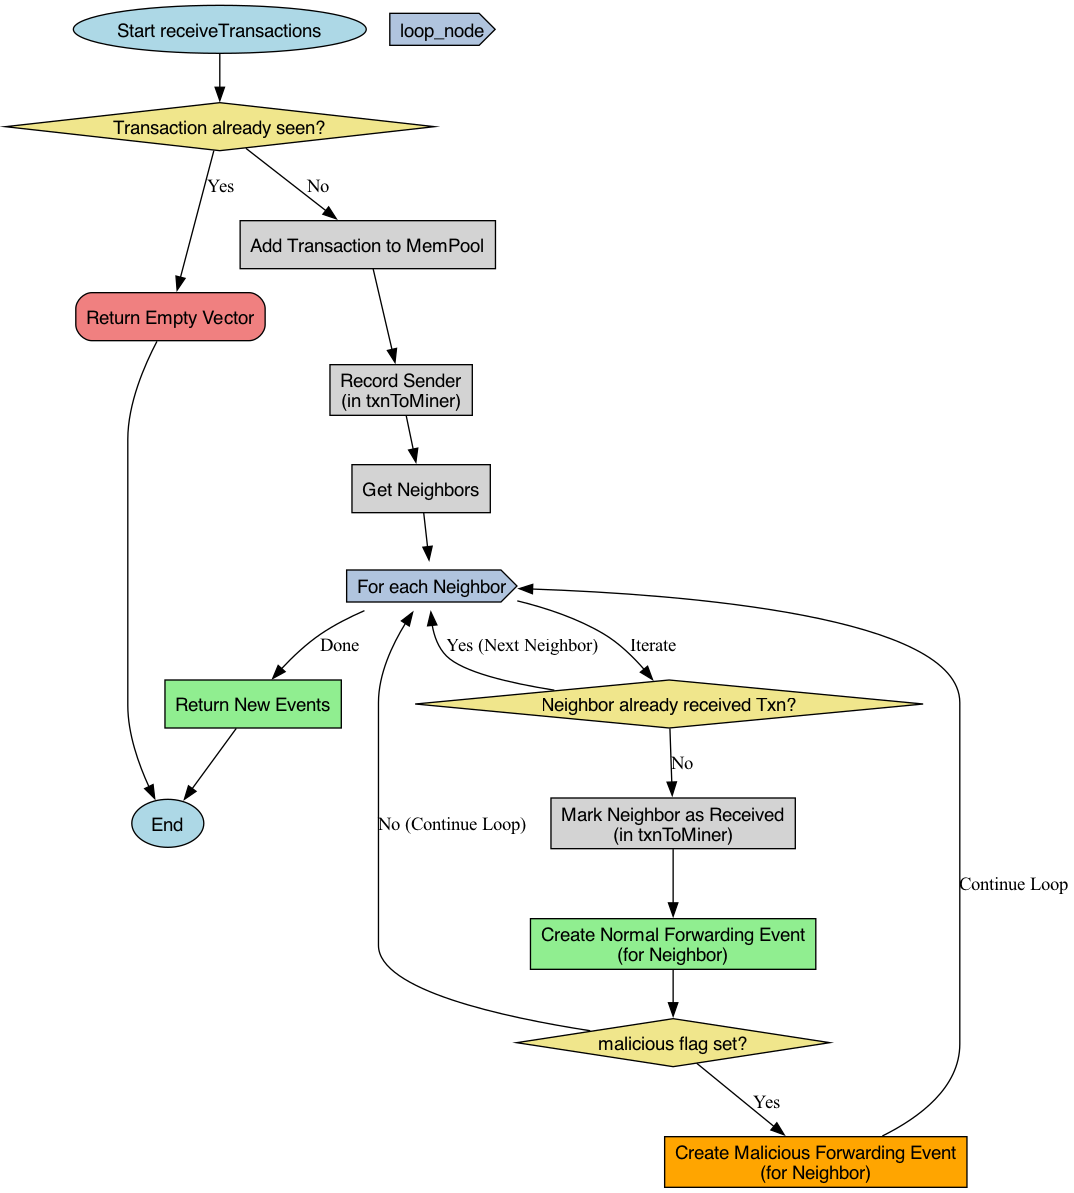 Start receiveTransactions
loop_node
Transaction already seen?
Yes
No
Add Transaction to MemPool
Return Empty Vector
Record Sender
(in txnToMiner)
Get Neighbors
For each Neighbor
Done
Yes (Next Neighbor)
Iterate
Return New Events
Neighbor already received Txn?
No
Mark Neighbor as Received
(in txnToMiner)
End
No (Continue Loop)
Continue Loop
Create Normal Forwarding Event
(for Neighbor)
malicious flag set?
Yes
Create Malicious Forwarding Event
(for Neighbor)